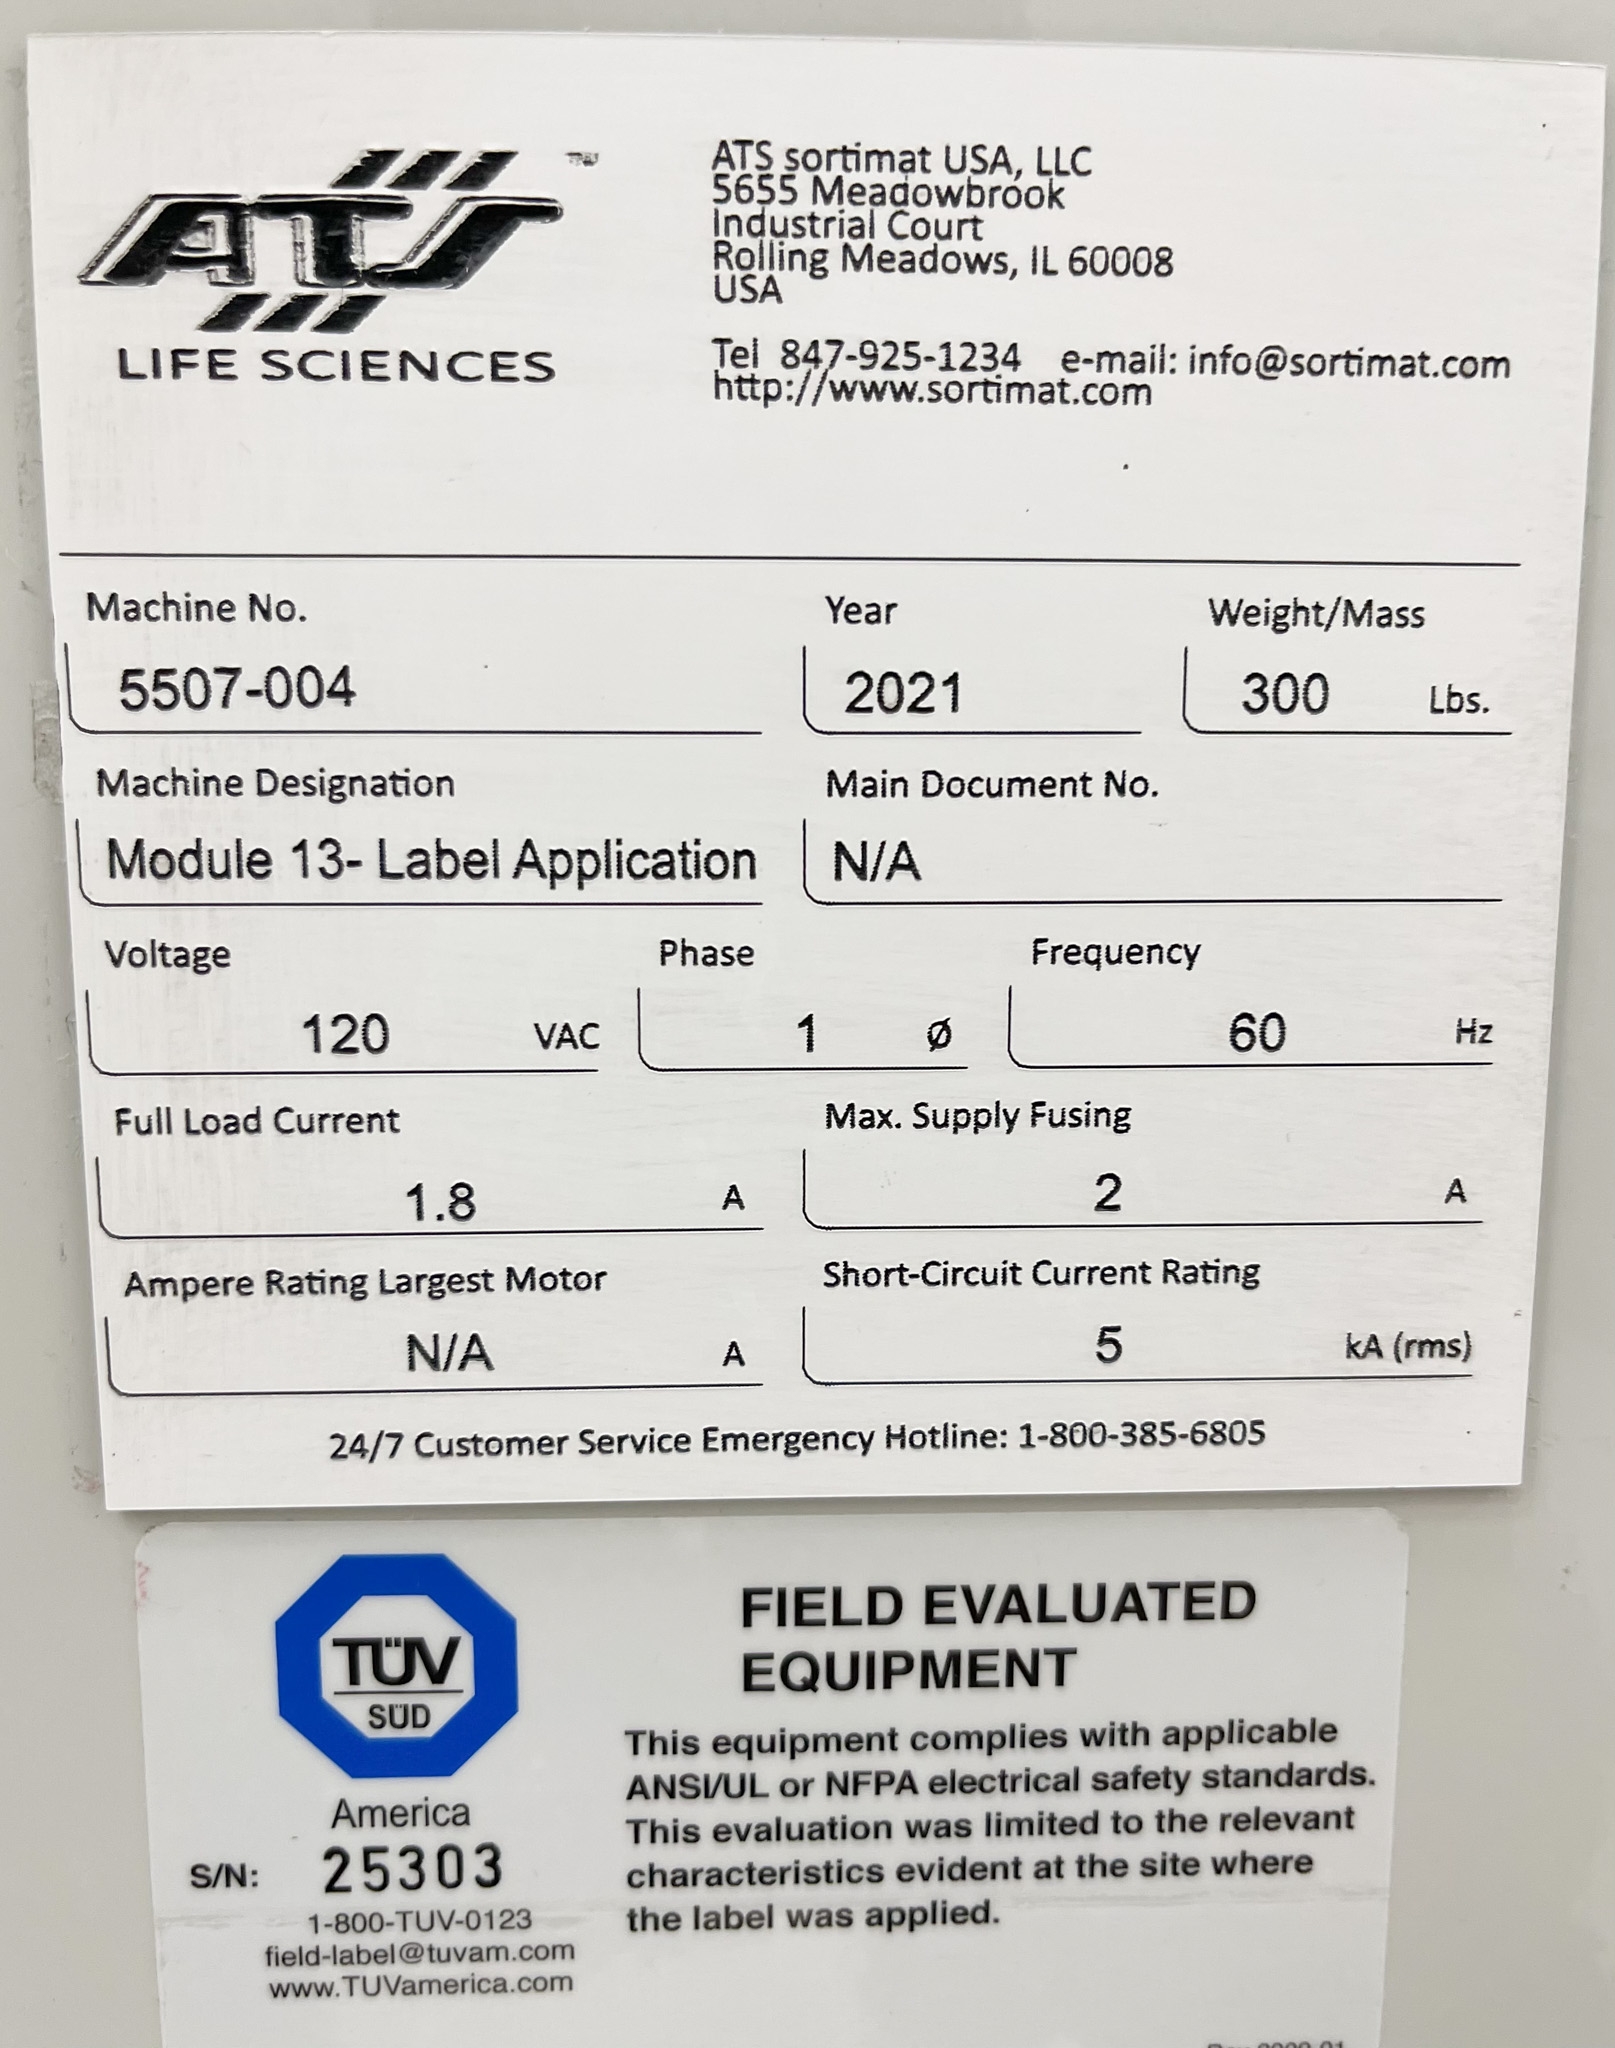 ATS
TM
LIFE SCIENCES
ATS sortimat USA, LLC
5655 Meadowbrook
Industrial Court
Rolling Meadows, IL 60008
USA
Tel 847-925-1234 e-mail: info@sortimat.com
http://www.sortimat.com
Machine No.
5507-004
Year
2021
Weight/Mass
300 Lbs.
Machine Designation
Module 13- Label Application
Main Document No.
N/A
Voltage
120 VAC
Phase
1 Ø
Frequency
60 Hz
Full Load Current
1.8 A
Max. Supply Fusing
2 A
Ampere Rating Largest Motor
N/A A
Short-Circuit Current Rating
5 kA (rms)
24/7 Customer Service Emergency Hotline: 1-800-385-6805
TÜV
SÜD
America
S/N: 25303
1-800-TUV-0123
field-label@tuvam.com
www.TUVamerica.com
FIELD EVALUATED
EQUIPMENT
This equipment complies with applicable
ANSI/UL or NFPA electrical safety standards.
This evaluation was limited to the relevant
characteristics evident at the site where
the label was applied.